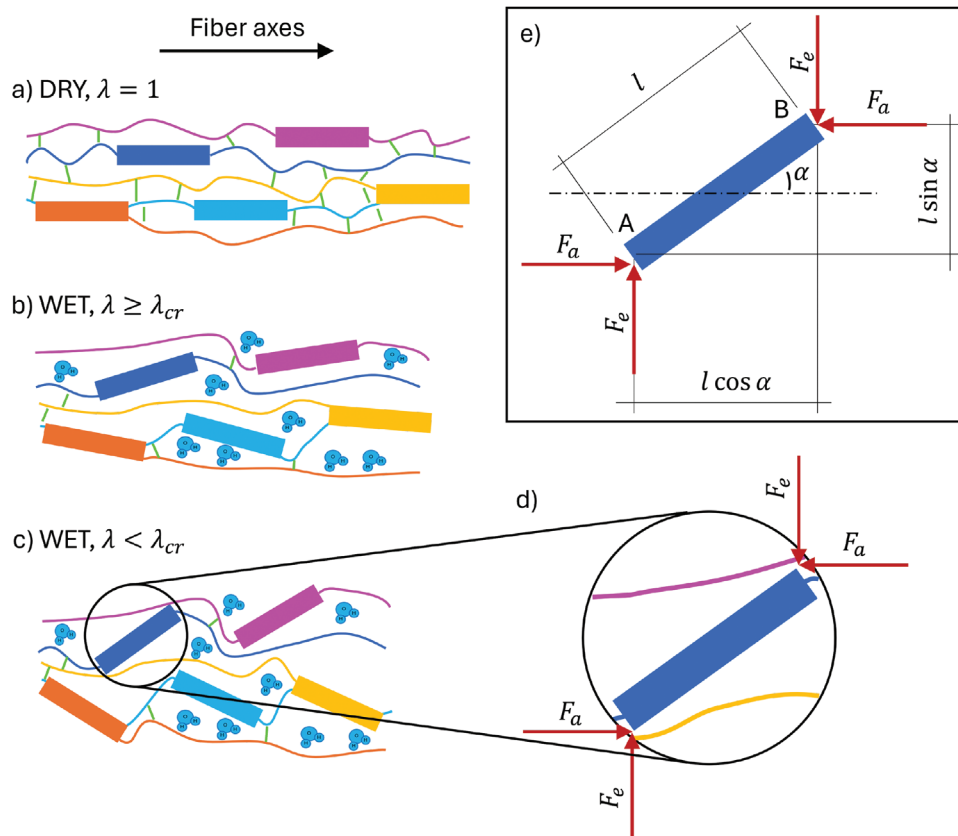 Fiber axes
a) DRY, λ = 1
b) WET, λ ≥ λcr
c) WET, λ < λcr
d)
Fe
Fa
Fa
Fe
e)
Fe
l
B
Fa
α
l sin α
A
Fa
Fe
l cos α